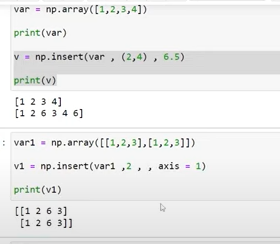 var = np.array([1,2,3,4])
print(var)
v = np.insert(var , (2,4) , 6.5)
print(v)
[1 2 3 4]
[1 2 6 3 4 6]
: var1 = np.array([[1,2,3],[1,2,3]])
v1 = np.insert(var1 ,2 , , axis = 1)
print(v1)
[[1 2 6 3]
[1 2 6 3]]